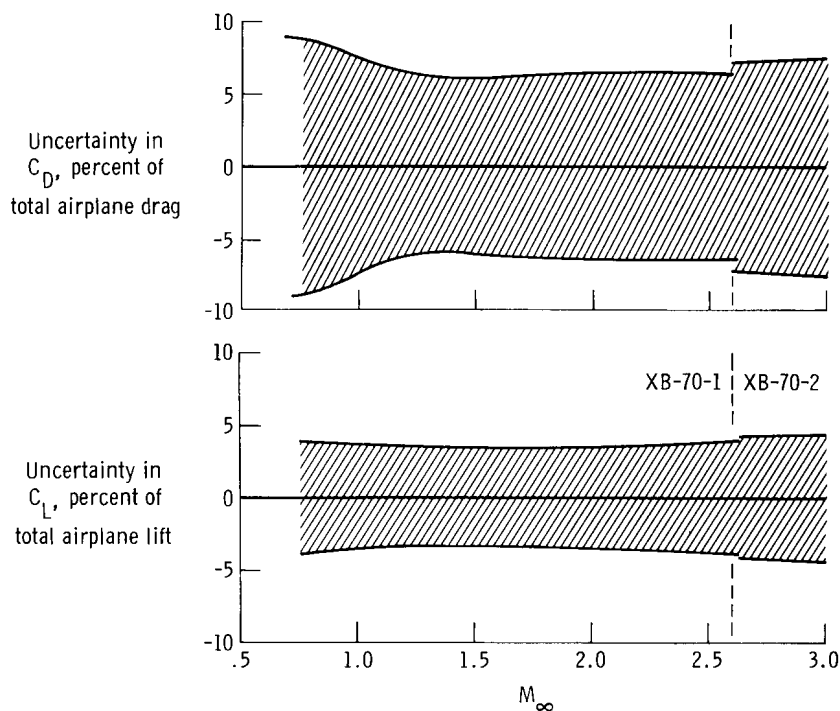 10
5
Uncertainty in
C_D, percent of
total airplane drag
0
-5
-10
10
XB-70-1 XB-70-2
5
Uncertainty in
C_L, percent of
total airplane lift
0
-5
-10
.5 1.0 1.5 2.0 2.5 3.0
M_∞